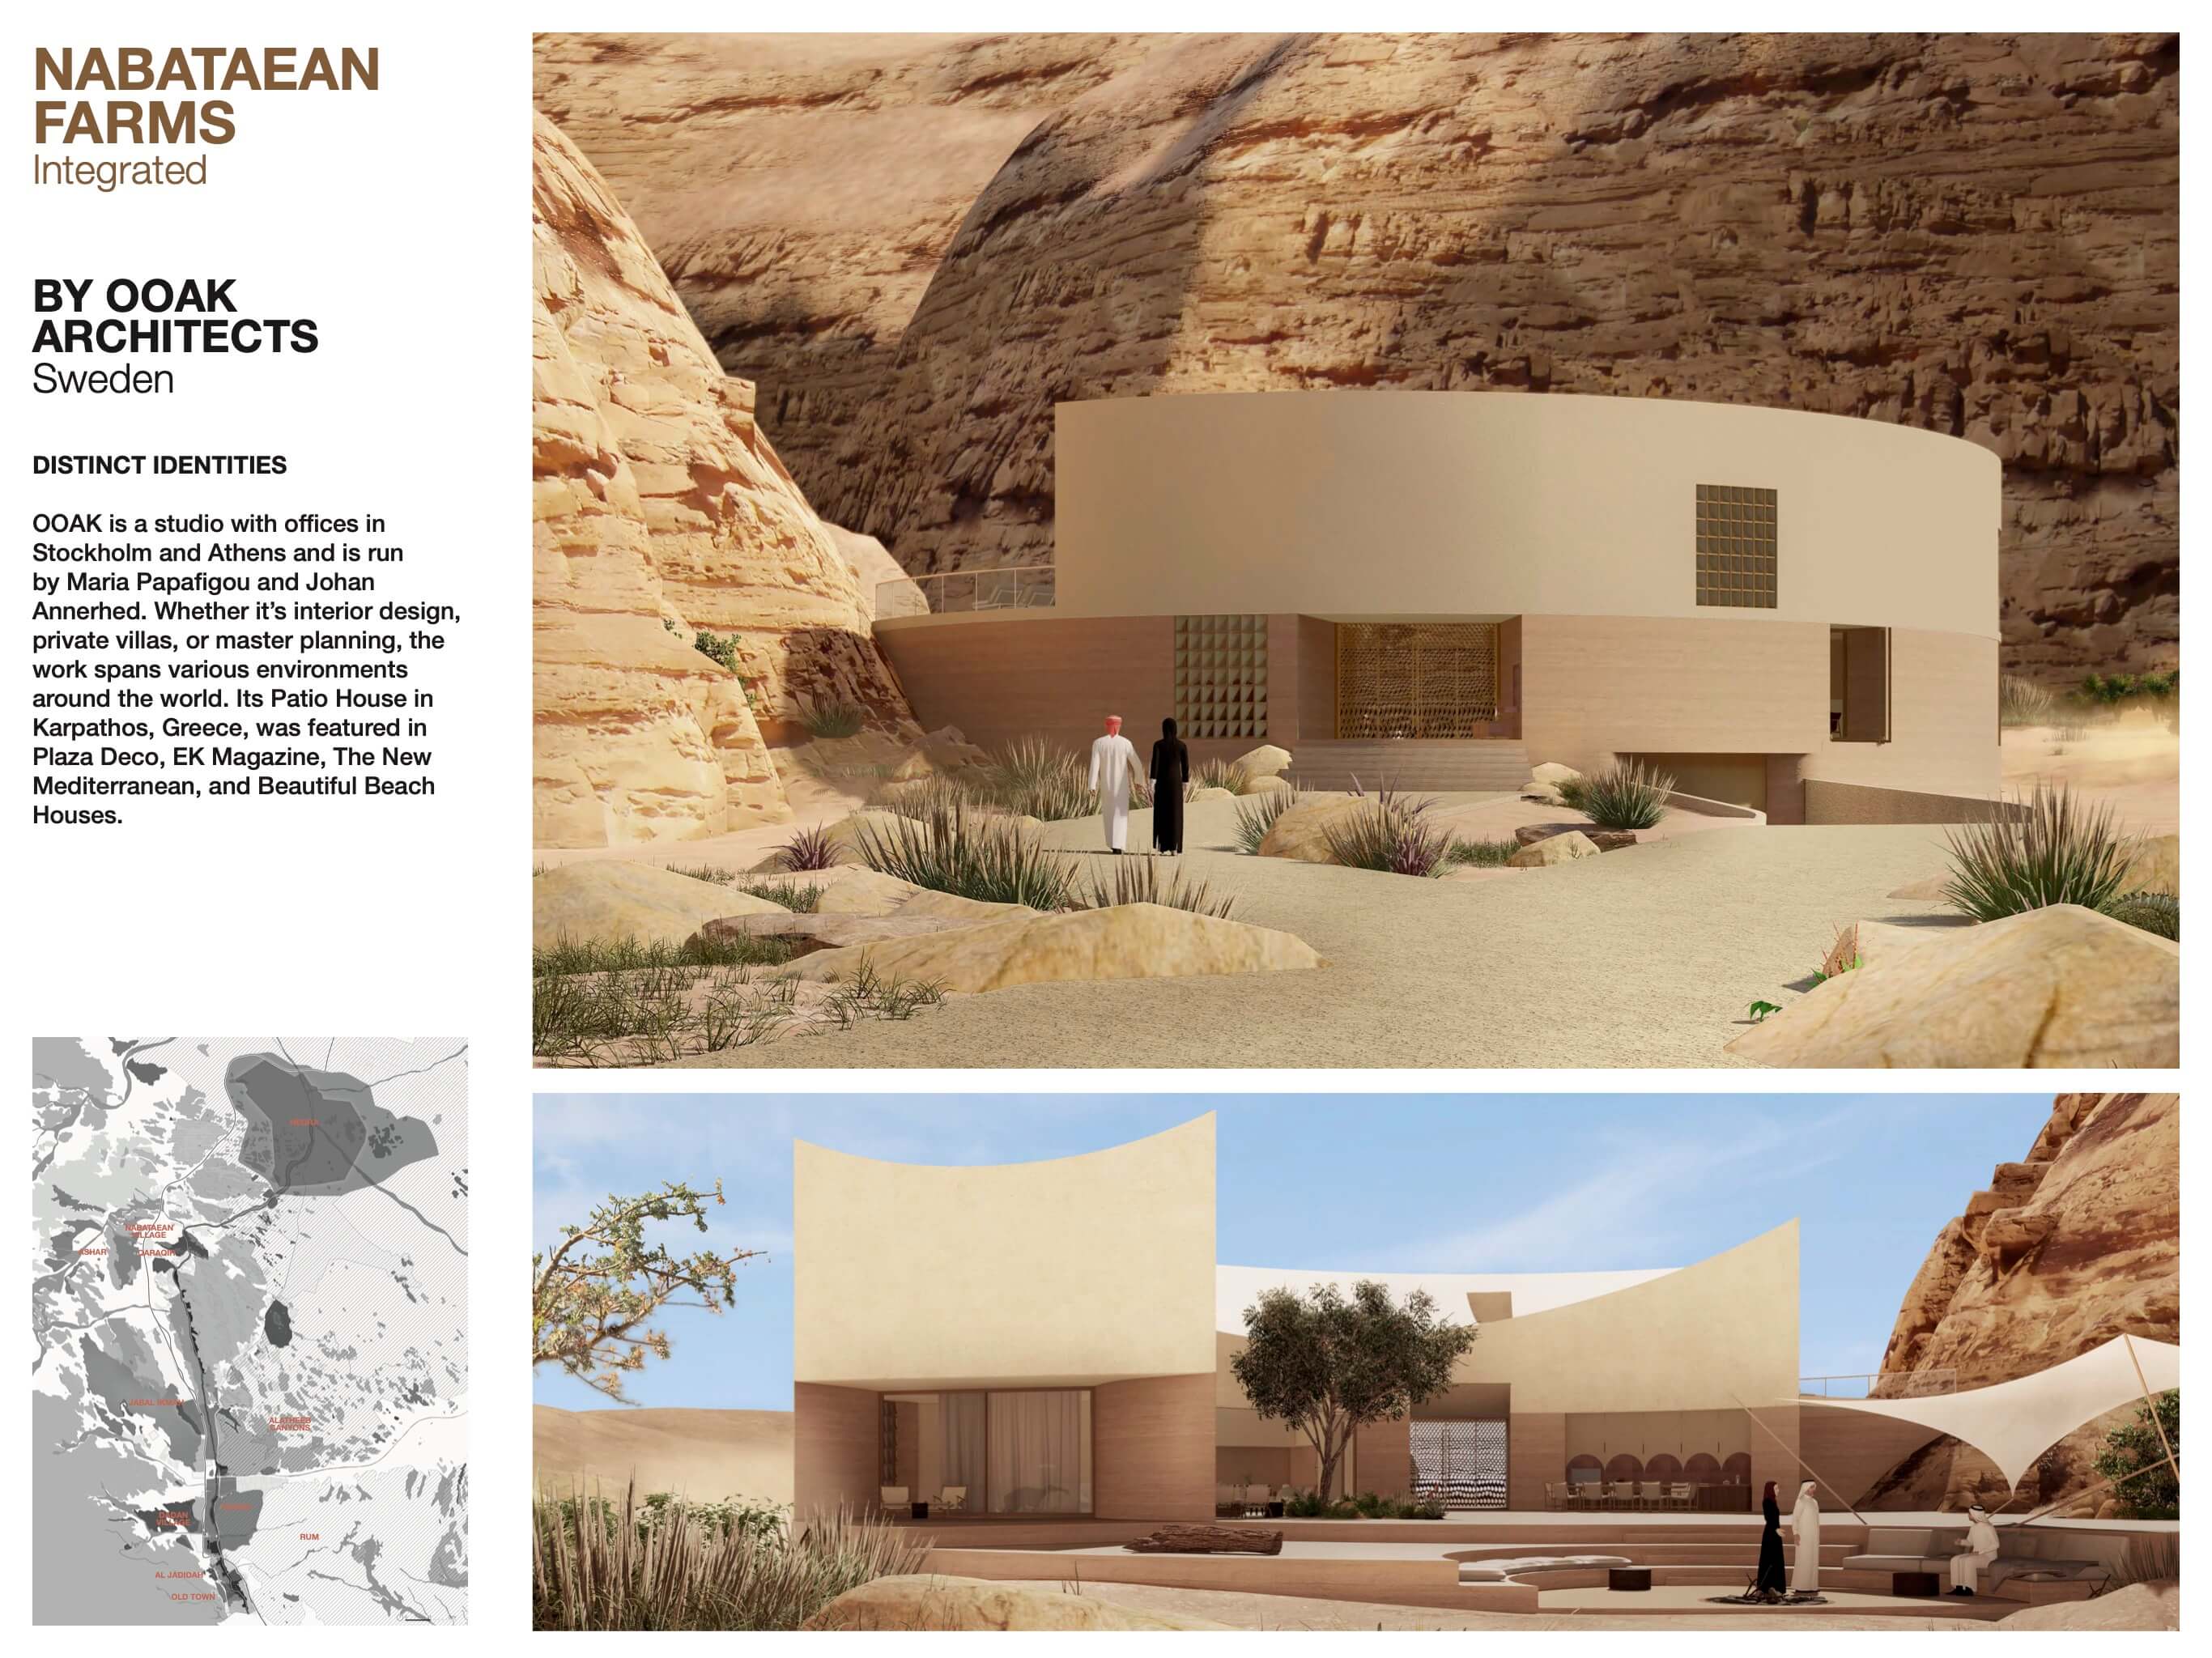 NABATAEAN
FARMS
Integrated
BY OOAK
ARCHITECTS
Sweden
DISTINCT IDENTITIES
OOAK is a studio with offices in
Stockholm and Athens and is run
by Maria Papafigou and Johan
Annerhed. Whether it’s interior design,
private villas, or master planning, the
work spans various environments
around the world. Its Patio House in
Karpathos, Greece, was featured in
Plaza Deco, EK Magazine, The New
Mediterranean, and Beautiful Beach
Houses.
NABATAEAN
VILLAGE
ASHAR
ALATHEEB
CANYONS
RUM
AL JADIDAH
OLD TOWN